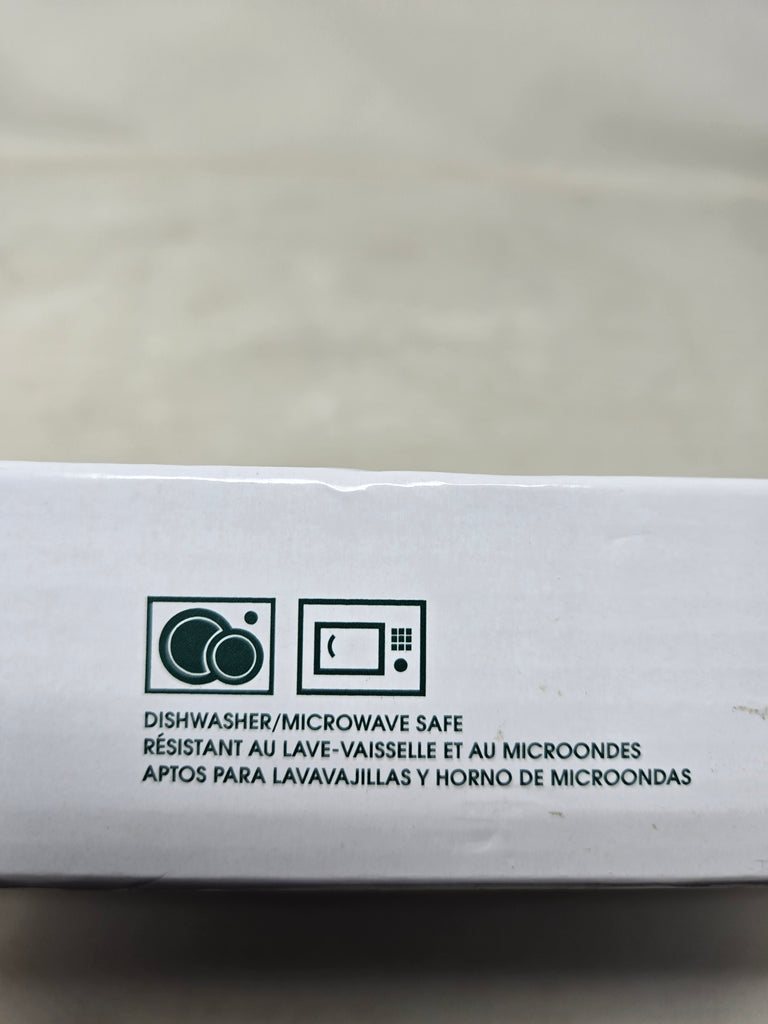 DISHWASHER/MICROWAVE SAFE
RÉSISTANT AU LAVE-VAISSELLE ET AU MICROONDES
APTOS PARA LAVAVAJILLAS Y HORNO DE MICROONDAS